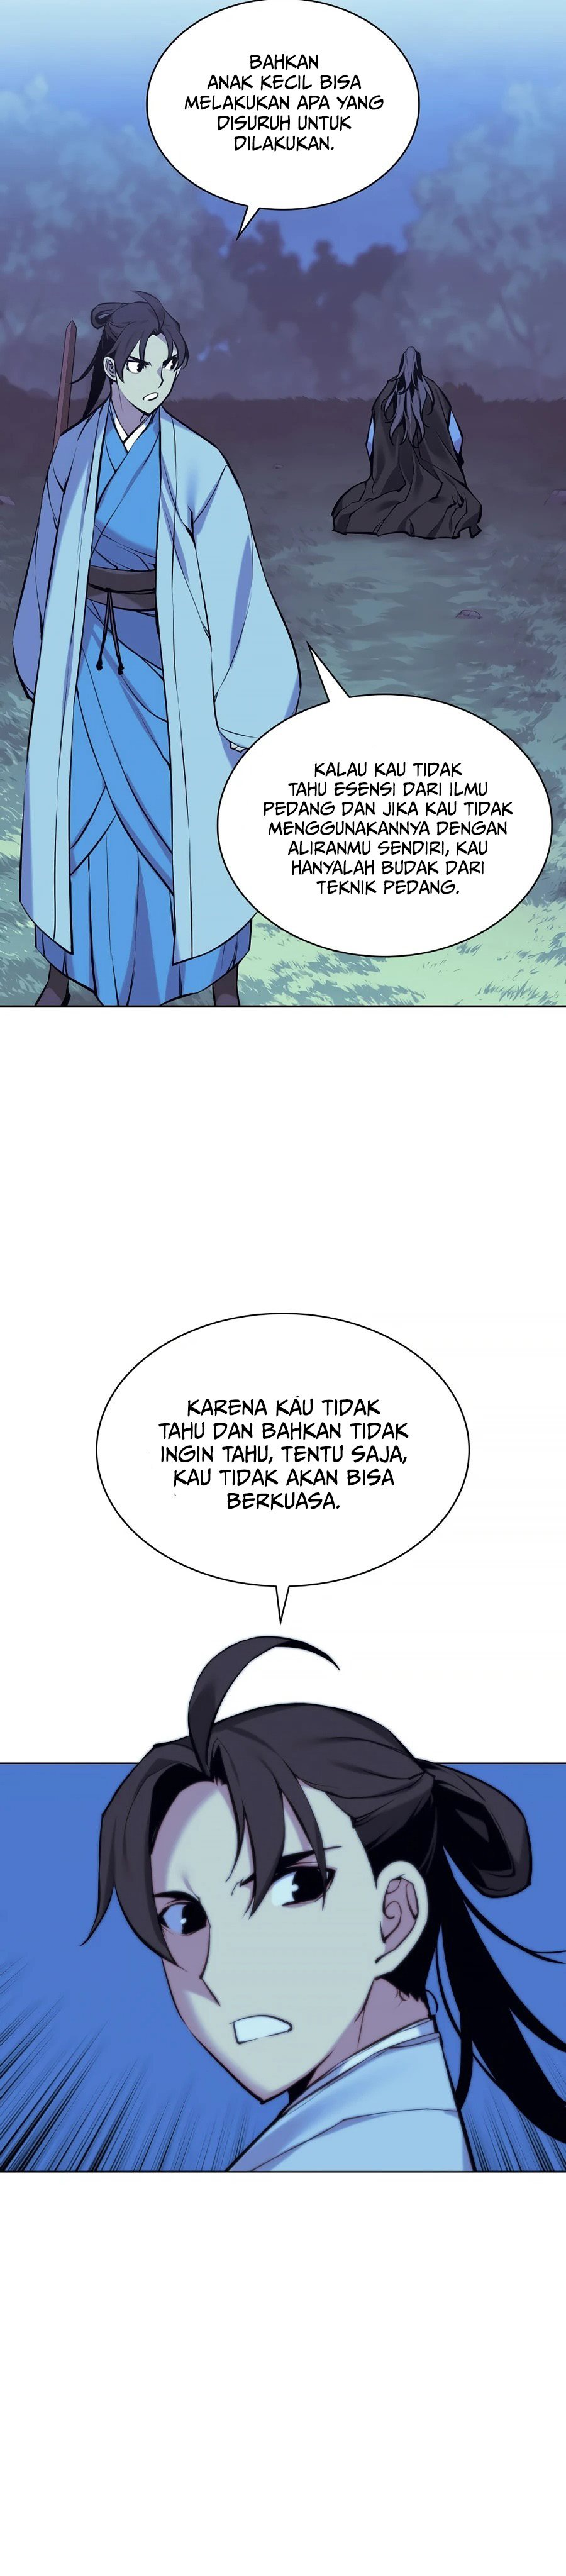 BAHKAN
ANAK KECIL BISA
MELAKUKAN APA YANG
DISURUH UNTUK
DILAKUKAN.
KALAU KAU TIDAK
TAHU ESENSI DARI ILMU
PEDANG DAN JIKA KAU TIDAK
MENGGUNAKANNYA DENGAN
ALIRANMU SENDIRI, KAU
HANYALAH BUDAK DARI
TEKNIK PEDANG.
KARENA KAU TIDAK
TAHU DAN BAHKAN TIDAK
INGIN TAHU, TENTU SAJA,
KAU TIDAK AKAN BISA
BERKUASA.